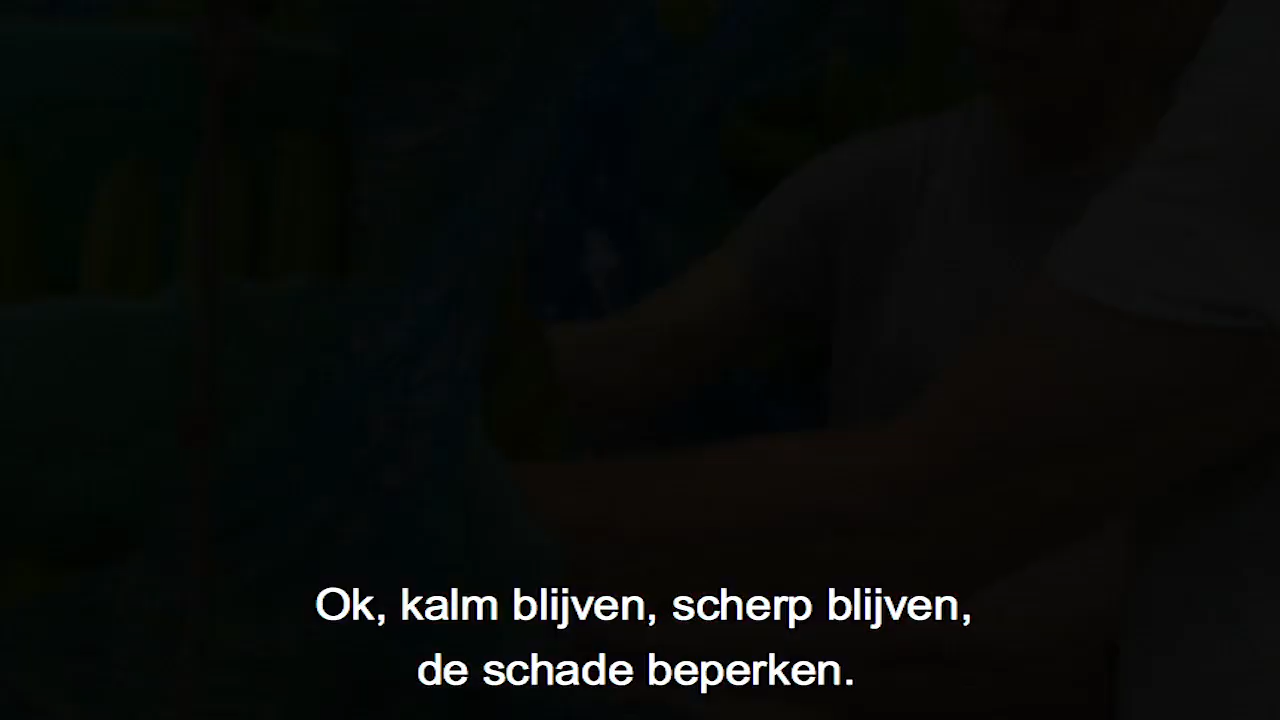 Ok, kalm blijven, scherp blijven,
de schade beperken.